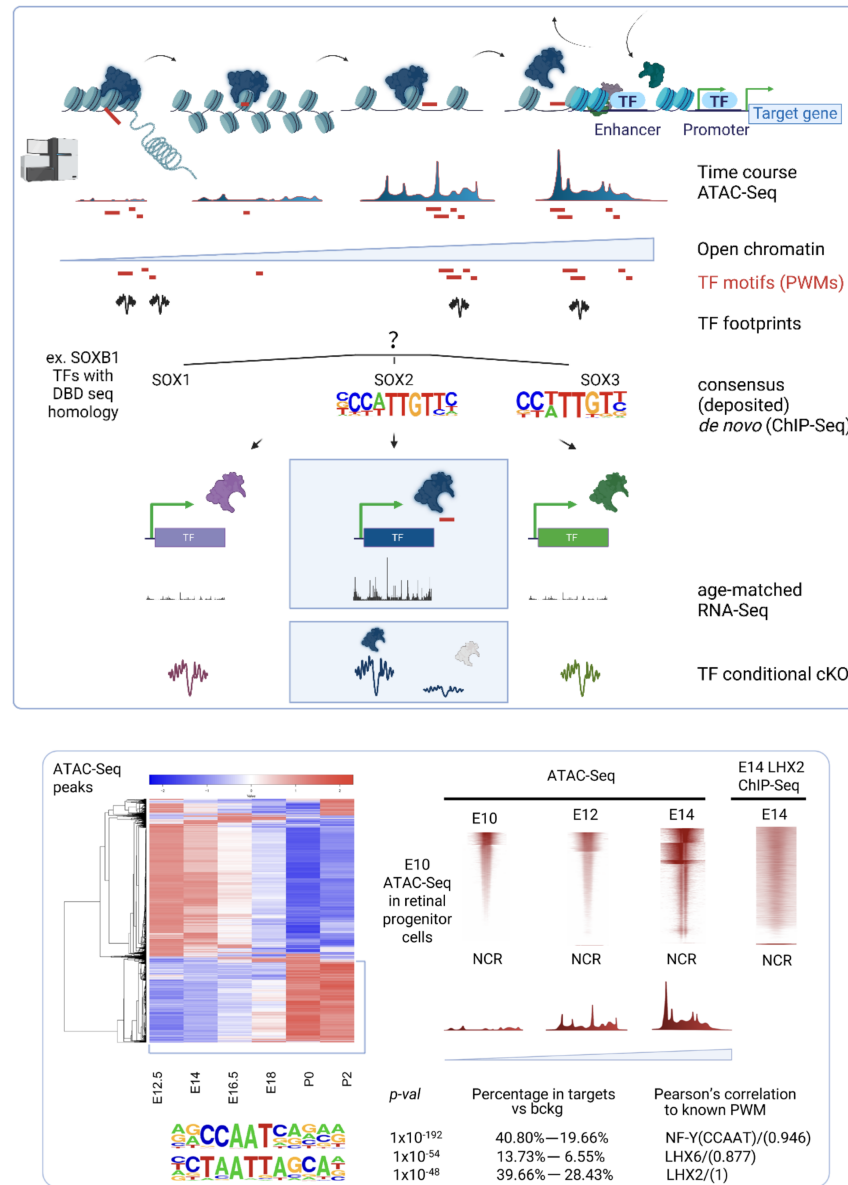 TF
TF
Enhancer
Promoter
Target gene
Time course
ATAC-Seq
Open chromatin
TF motifs (PWMs)
TF footprints
?
ex. SOXB1
TFs with
DBD seq
homology
SOX1
SOX2
SOX3
CCATTGTT
CCTTTGTT
consensus
(deposited)
de novo (ChIP-Seq)
TF
TF
TF
age-matched
RNA-Seq
TF conditional cKO
ATAC-Seq
peaks
Value
E12.5
E14
E16.5
E18
P0
P2
ATAC-Seq
E14 LHX2
ChIP-Seq
E10
E12
E14
E14
E10
ATAC-Seq
in retinal
progenitor
cells
NCR
NCR
NCR
NCR
p-val
Percentage in targets
vs bckg
Pearson's correlation
to known PWM
AGCCAATCAGAA
1x10-192
40.80%—19.66%
NF-Y(CCAAT)/(0.946)
CTAATTAGCA
1x10-54
13.73%— 6.55%
LHX6/(0.877)
1x10-48
39.66%— 28.43%
LHX2/(1)